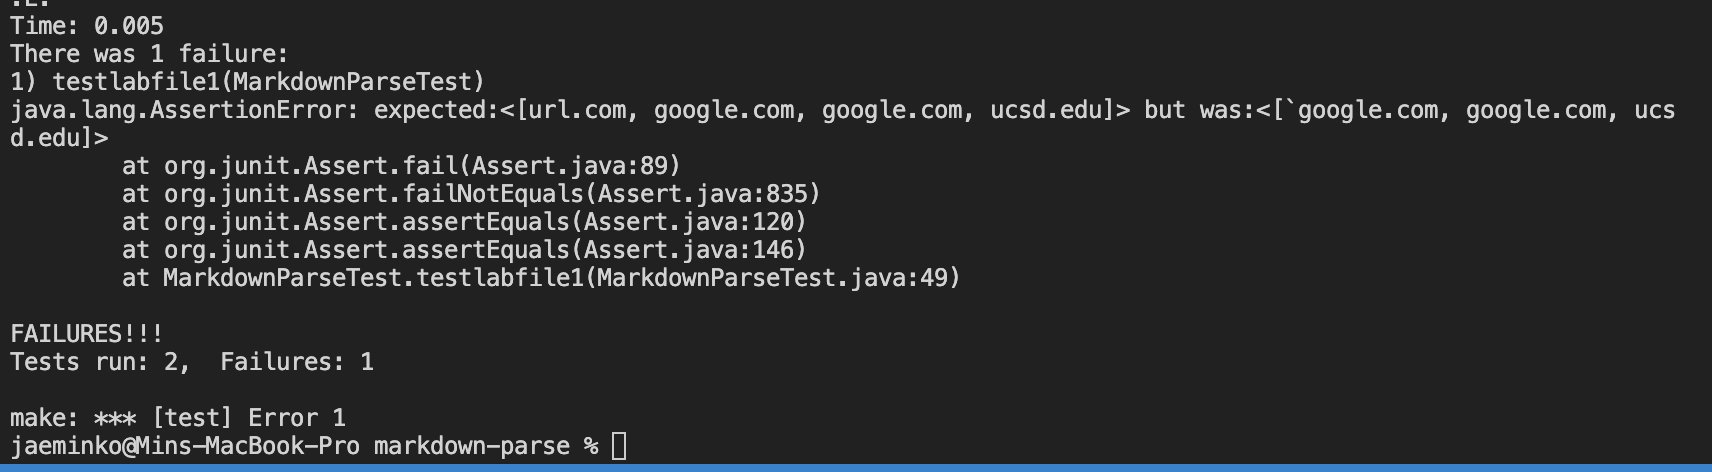 .E.
Time: 0.005
There was 1 failure:
1) testlabfile1(MarkdownParseTest)
java.lang.AssertionError: expected:<[url.com, google.com, google.com, ucsd.edu]> but was:<[`google.com, google.com, ucs
d.edu]>
        at org.junit.Assert.fail(Assert.java:89)
        at org.junit.Assert.failNotEquals(Assert.java:835)
        at org.junit.Assert.assertEquals(Assert.java:120)
        at org.junit.Assert.assertEquals(Assert.java:146)
        at MarkdownParseTest.testlabfile1(MarkdownParseTest.java:49)

FAILURES!!!
Tests run: 2,  Failures: 1

make: *** [test] Error 1
jaeminko@Mins-MacBook-Pro markdown-parse %